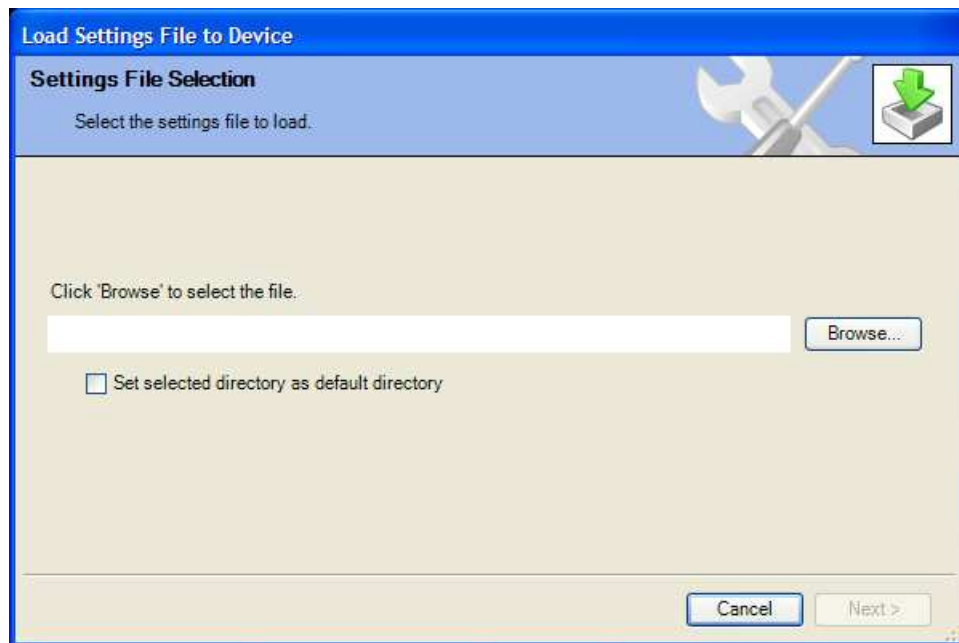 Load Settings File to Device
Settings File Selection
Select the settings file to load.
Click 'Browse' to select the file.
Browse...
Set selected directory as default directory
Cancel
Next >